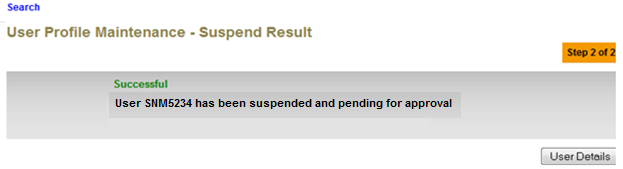 Search
User Profile Maintenance - Suspend Result
Step 2 of 2
Successful
User SNM5234 has been suspended and pending for approval
User Details